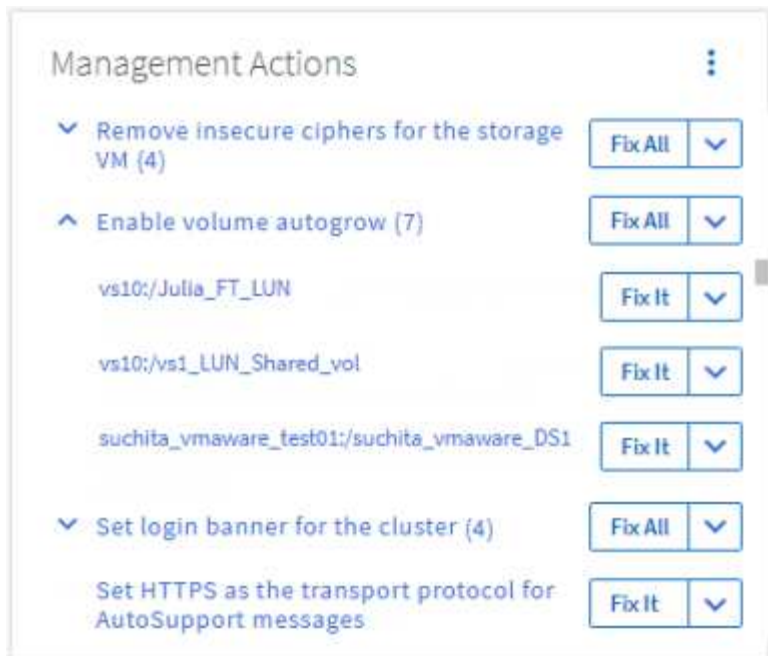 Management Actions
Remove insecure ciphers for the storage Fix All
VM (4)
Enable volume autogrow (7) Fix All
vs10:/Julia_FT_LUN Fix It
vs10:/vs1_LUN_Shared_vol Fix It
suchita_vmaware_test01:/suchita_vmaware_DS1 Fix It
Set login banner for the cluster (4) Fix All
Set HTTPS as the transport protocol for Fix It
AutoSupport messages